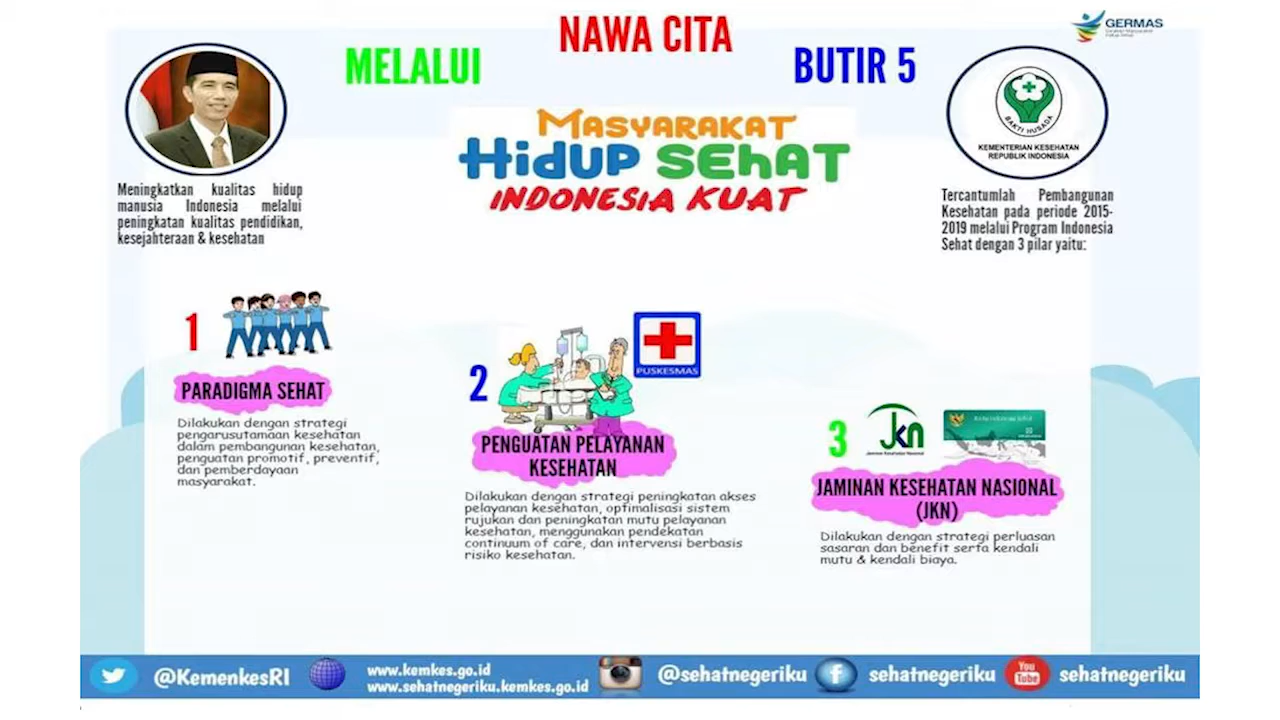 NAWA CITA
MELALUI
BUTIR 5
GERMAS
MASYARAKAT
HIDUP SEHAT
INDONESIA KUAT
BAKTI HUSADA
KEMENTERIAN KESEHATAN
REPUBLIK INDONESIA
Meningkatkan kualitas hidup
manusia Indonesia melalui
peningkatan kualitas pendidikan,
kesejahteraan & kesehatan
Tercantumlah Pembangunan
Kesehatan pada periode 2015-
2019 melalui Program Indonesia
Sehat dengan 3 pilar yaitu:
1
PARADIGMA SEHAT
Dilakukan dengan strategi
pengarusutamaan kesehatan
dalam pembangunan kesehatan,
penguatan promotif, preventif,
dan pemberdayaan
masyarakat.
2
PUSKESMAS
PENGUATAN PELAYANAN
KESEHATAN
Dilakukan dengan strategi peningkatan akses
pelayanan kesehatan, optimalisasi sistem
rujukan dan peningkatan mutu pelayanan
kesehatan, menggunakan pendekatan
continuum of care, dan intervensi berbasis
risiko kesehatan.
3
JKN
Jaminan Kesehatan Nasional
JAMINAN KESEHATAN NASIONAL
(JKN)
Dilakukan dengan strategi perluasan
sasaran dan benefit serta kendali
mutu & kendali biaya.
@KemenkesRI
www.kemkes.go.id
www.sehatnegeriku.kemkes.go.id
@sehatnegeriku
sehatnegeriku
You
Tube
sehatnegeriku